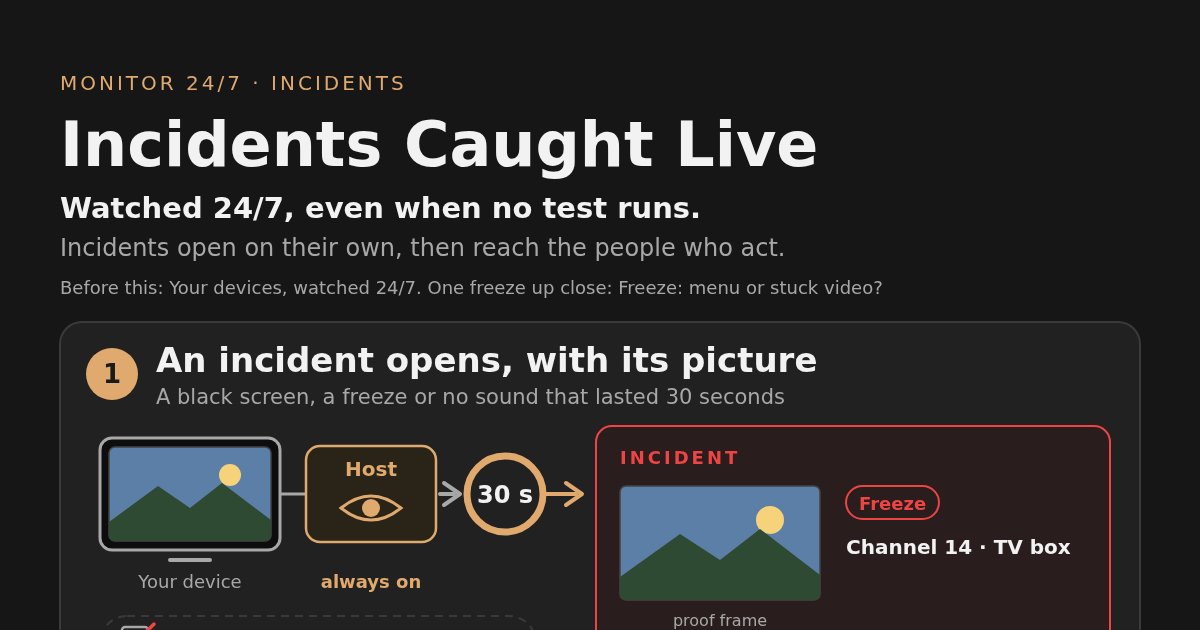 MONITOR 24/7 · INCIDENTS
Incidents Caught Live
Watched 24/7, even when no test runs.
Incidents open on their own, then reach the people who act.
Before this: Your devices, watched 24/7. One freeze up close: Freeze: menu or stuck video?
1
An incident opens, with its picture
A black screen, a freeze or no sound that lasted 30 seconds
Your device
Host
always on
30 s
INCIDENT
Freeze
Channel 14 · TV box
proof frame